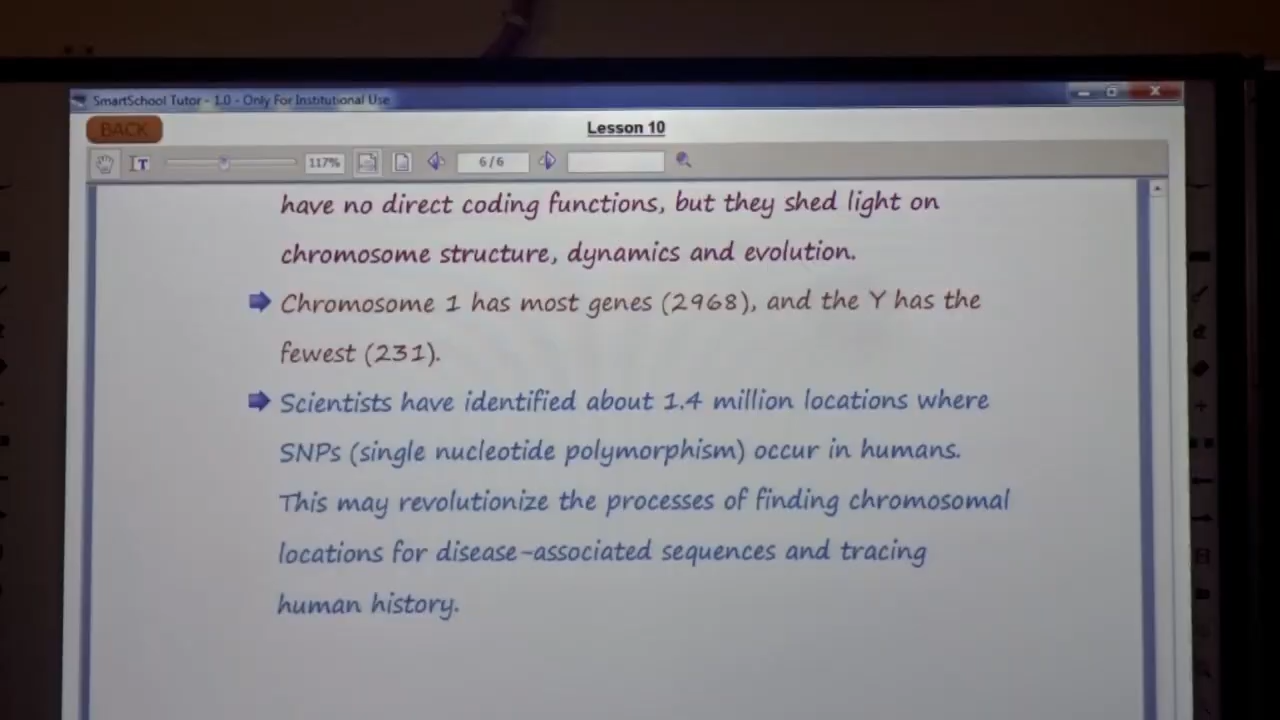 SmartSchool Tutor - 1.0 - Only For Institutional Use
BACK
Lesson 10
T
117%
6/6
have no direct coding functions, but they shed light on
chromosome structure, dynamics and evolution.
Chromosome 1 has most genes (2968), and the Y has the
fewest (231).
Scientists have identified about 1.4 million locations where
SNPs (single nucleotide polymorphism) occur in humans.
This may revolutionize the processes of finding chromosomal
locations for disease-associated sequences and tracing
human history.